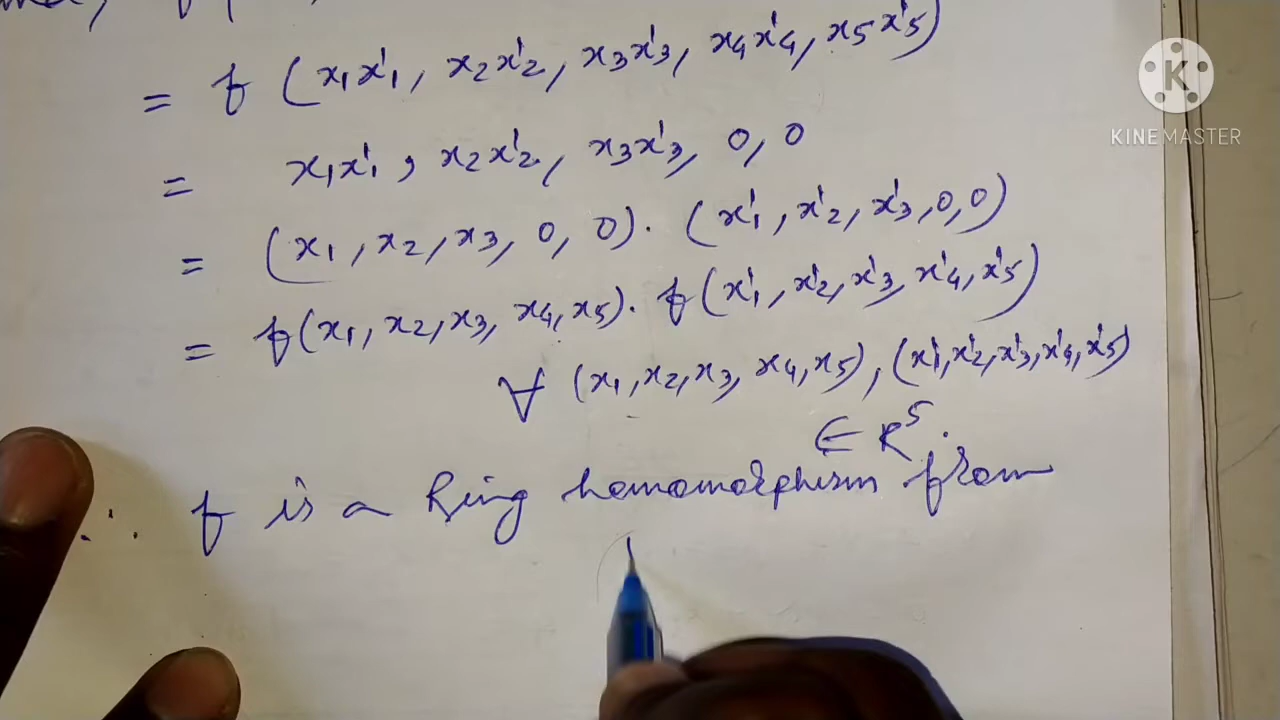 = f (x₁x'₁, x₂x'₂, x₃x'₃, x₄x'₄, x₅x'₅)
= x₁x'₁, x₂x'₂, x₃x'₃, 0, 0
= (x₁, x₂, x₃, 0, 0). (x'₁, x'₂, x'₃, 0, 0)
= f(x₁, x₂, x₃, x₄, x₅). f(x'₁, x'₂, x'₃, x'₄, x'₅)
∀ (x₁, x₂, x₃, x₄, x₅), (x'₁, x'₂, x'₃, x'₄, x'₅)
∈ R⁵.
∴ f is a Ring homomorphism from
KINEMASTER